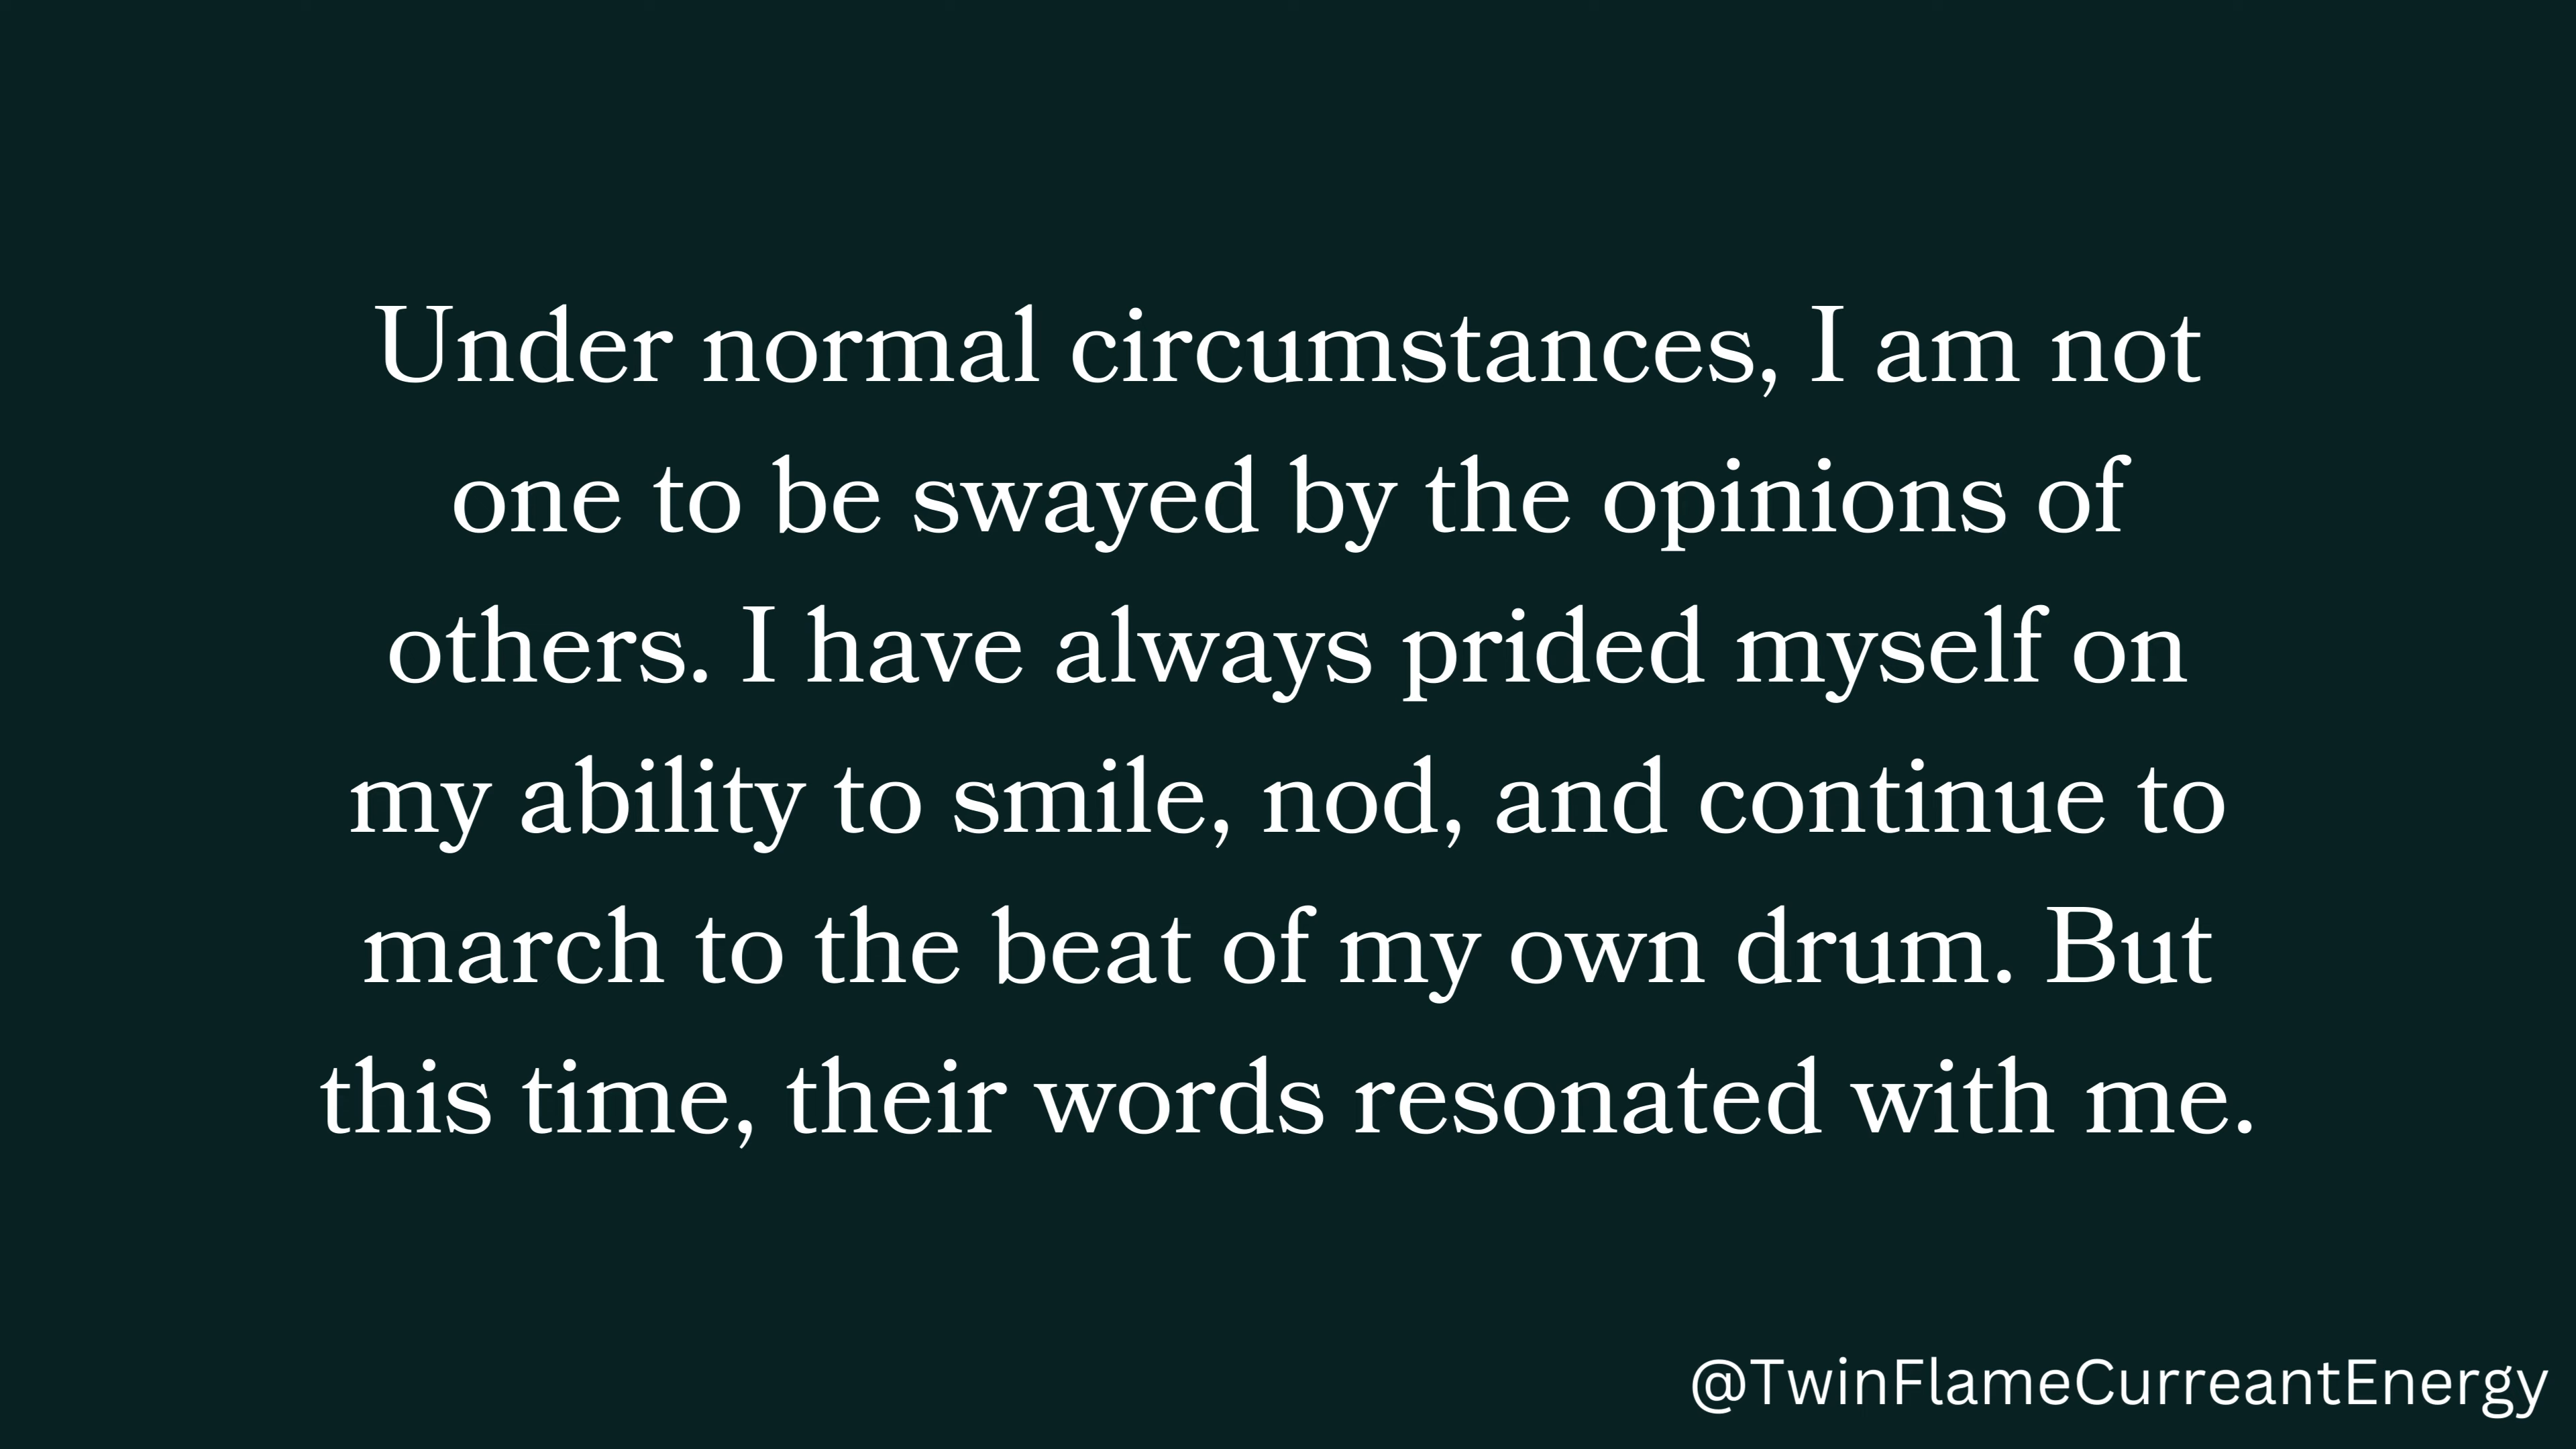 Under normal circumstances, I am not
one to be swayed by the opinions of
others. I have always prided myself on
my ability to smile, nod, and continue to
march to the beat of my own drum. But
this time, their words resonated with me.
@TwinFlameCurreantEnergy